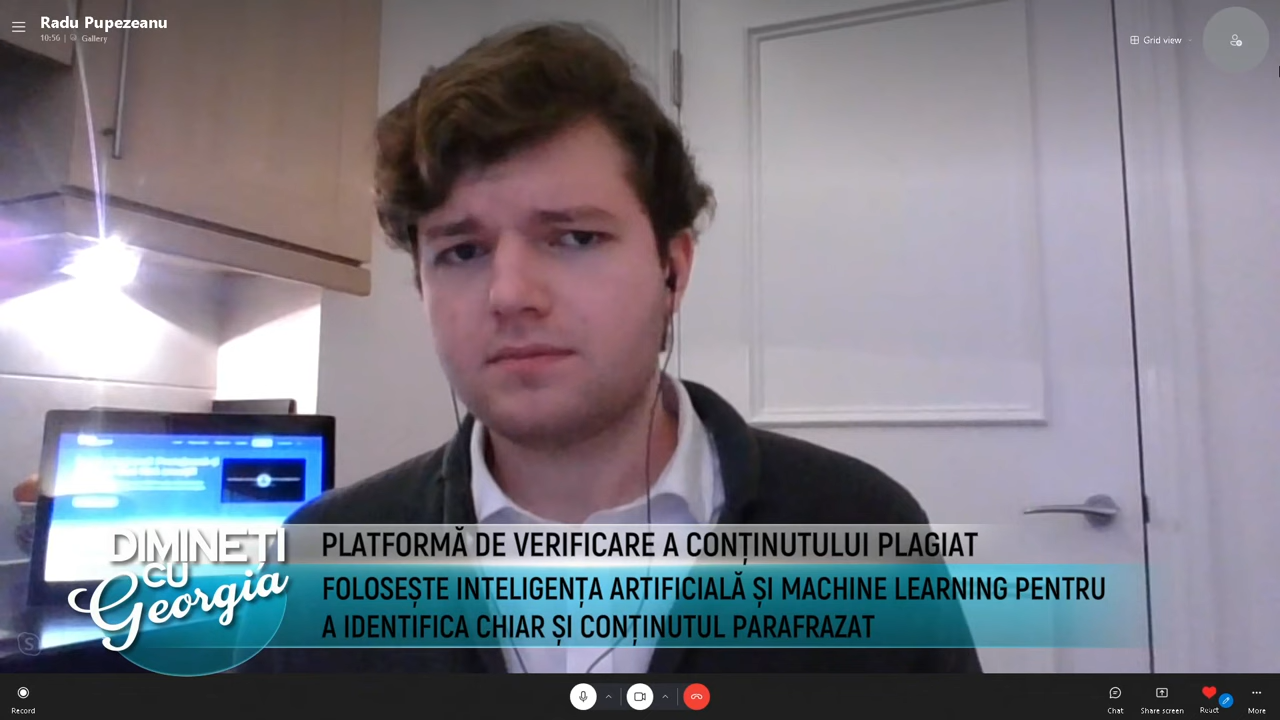 Radu Pupezeanu
10:56 | Gallery
Grid view
DIMINEȚI
CU
Georgia
PLATFORMĂ DE VERIFICARE A CONȚINUTULUI PLAGIAT
FOLOSEȘTE INTELIGENȚA ARTIFICIALĂ ȘI MACHINE LEARNING PENTRU
A IDENTIFICA CHIAR ȘI CONȚINUTUL PARAFRAZAT
S
Record
Chat
Share screen
React
More